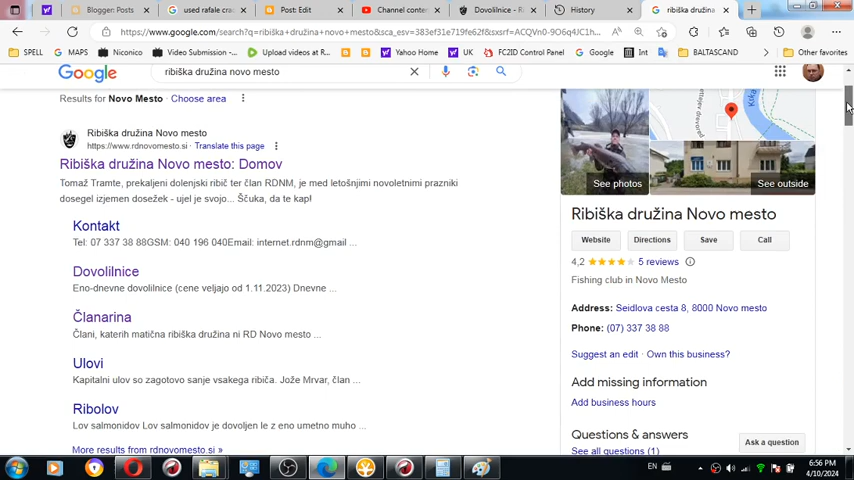 Blogger: Posts
used rafale cra
Post: Edit
Channel conten
Dovolilnice - R
History
ribiška družina
https://www.google.com/search?q=ribiška+družina+novo+mesto&sca_esv=383ef31e719fe62f&sxsrf=ACQVn0-9O6q4UJC1h...
SPELL
MAPS
Niconico
Video Submission -...
Upload videos at R...
Yahoo Home
UK
FC2ID Control Panel
Google
Int
BALTASCAND
Other favorites
Google
ribiška družina novo mesto
Results for Novo Mesto · Choose area
Ribiška družina Novo mesto
https://www.rdnovomesto.si · Translate this page
Ribiška družina Novo mesto: Domov
Tomaž Tramte, prekaljeni dolenjski ribič ter član RDNM, je med letošnjimi novoletnimi prazniki
dosegel izjemen dosežek - ujel je svojo... Ščuka, da te kap!
Kontakt
Tel: 07 337 38 88GSM: 040 196 040Email: internet.rdnm@gmail ...
Dovolilnice
Eno-dnevne dovolilnice (cene veljajo od 1.11.2023) Dnevne ...
Članarina
Člani, katerih matična ribiška družina ni RD Novo mesto ...
Ulovi
Kapitalni ulov so zagotovo sanje vsakega ribiča. Jože Mrvar, član ...
Ribolov
Lov salmonidov Lov salmonidov je dovoljen le z eno umetno muho ...
More results from rdnovomesto.si »
Krka
See photos
See outside
Ribiška družina Novo mesto
Website
Directions
Save
Call
4,2
5 reviews
Fishing club in Novo Mesto
Address: Seidlova cesta 8, 8000 Novo mesto
Phone: (07) 337 38 88
Suggest an edit · Own this business?
Add missing information
Add business hours
Questions & answers
See all questions (1)
Ask a question
EN
6:56 PM
4/10/2024